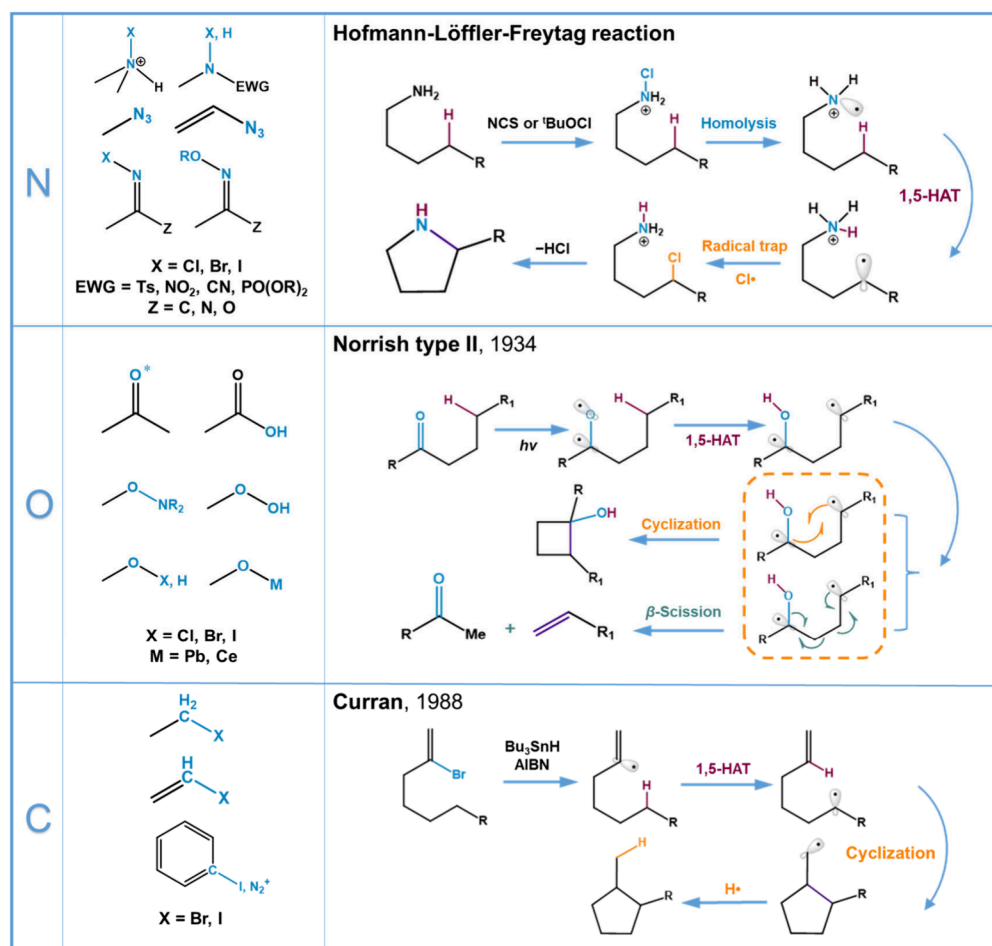 N
X
N
⊕
H
X, H
N
EWG
N₃
N₃
X
N
Z
RO
N
Z
X = Cl, Br, I
EWG = Ts, NO₂, CN, PO(OR)₂
Z = C, N, O
Hofmann-Löffler-Freytag reaction
NH₂
H
R
NCS or ᵗBuOCl
Cl
NH₂
⊕
H
R
Homolysis
H H
N
⊕
H
R
1,5-HAT
H
N
R
–HCl
H
NH₂
⊕
Cl
R
Radical trap
Cl•
H H
N
H
⊕
R
O
O*
O
OH
O
NR₂
O
OH
O
X, H
O
M
X = Cl, Br, I
M = Pb, Ce
Norrish type II, 1934
O
R
H
R₁
hν
O
R
H
R₁
1,5-HAT
H
O
R
R₁
R
OH
R₁
Cyclization
H
O
R
R₁
O
R
Me
+
R₁
β-Scission
H
O
R
R₁
C
H₂
C
X
H
C
X
C
I, N₂⁺
X = Br, I
Curran, 1988
Br
R
Bu₃SnH
AIBN
H
R
1,5-HAT
H
R
Cyclization
H
R
H•
R